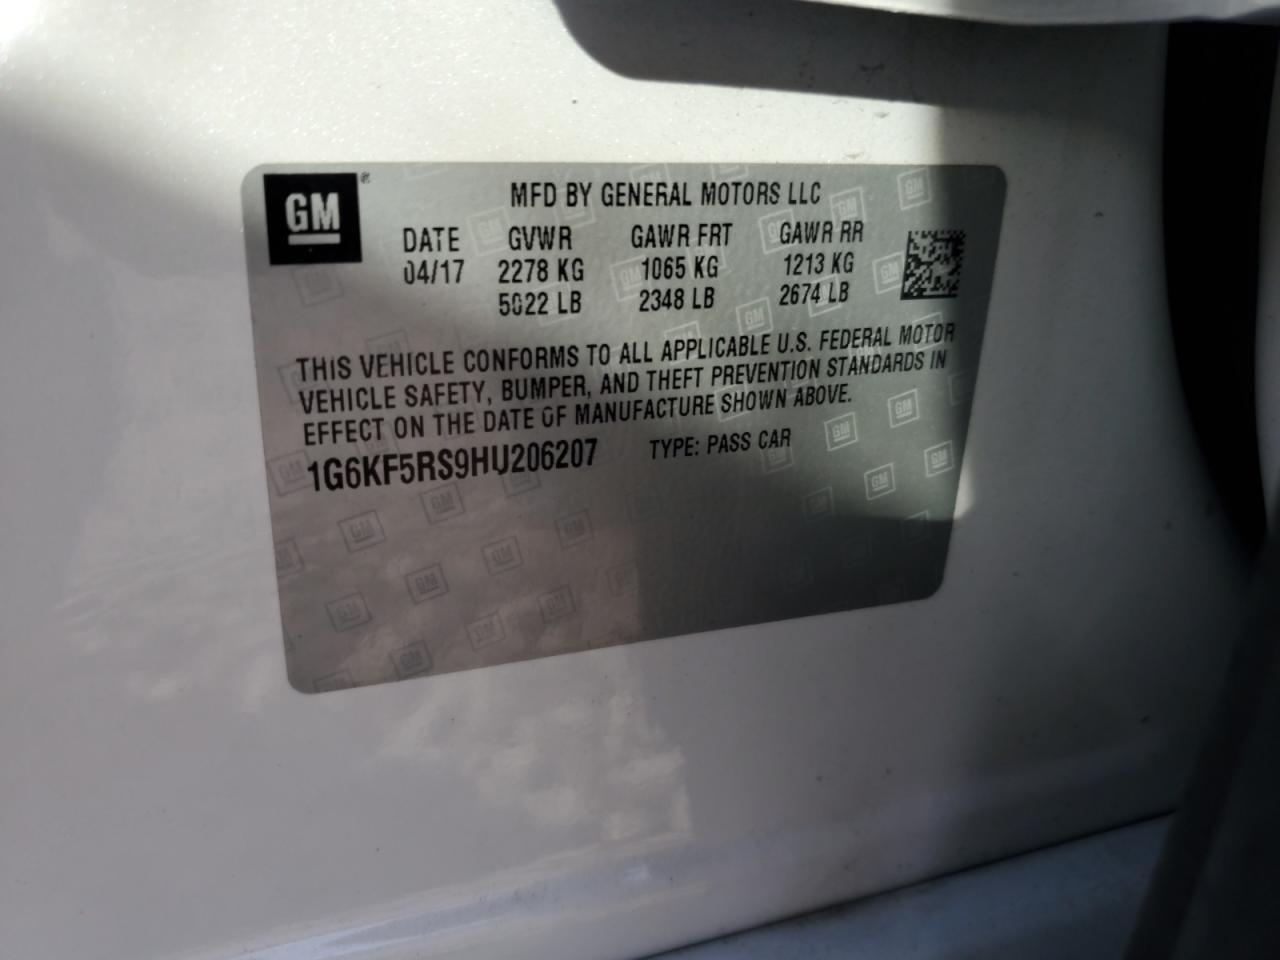 GM®
MFD BY GENERAL MOTORS LLC
DATE GVWR GAWR FRT GAWR RR
04/17 2278 KG 1065 KG 1213 KG
5022 LB 2348 LB 2674 LB
THIS VEHICLE CONFORMS TO ALL APPLICABLE U.S. FEDERAL MOTOR
VEHICLE SAFETY, BUMPER, AND THEFT PREVENTION STANDARDS IN
EFFECT ON THE DATE OF MANUFACTURE SHOWN ABOVE.
1G6KF5RS9HU206207 TYPE: PASS CAR